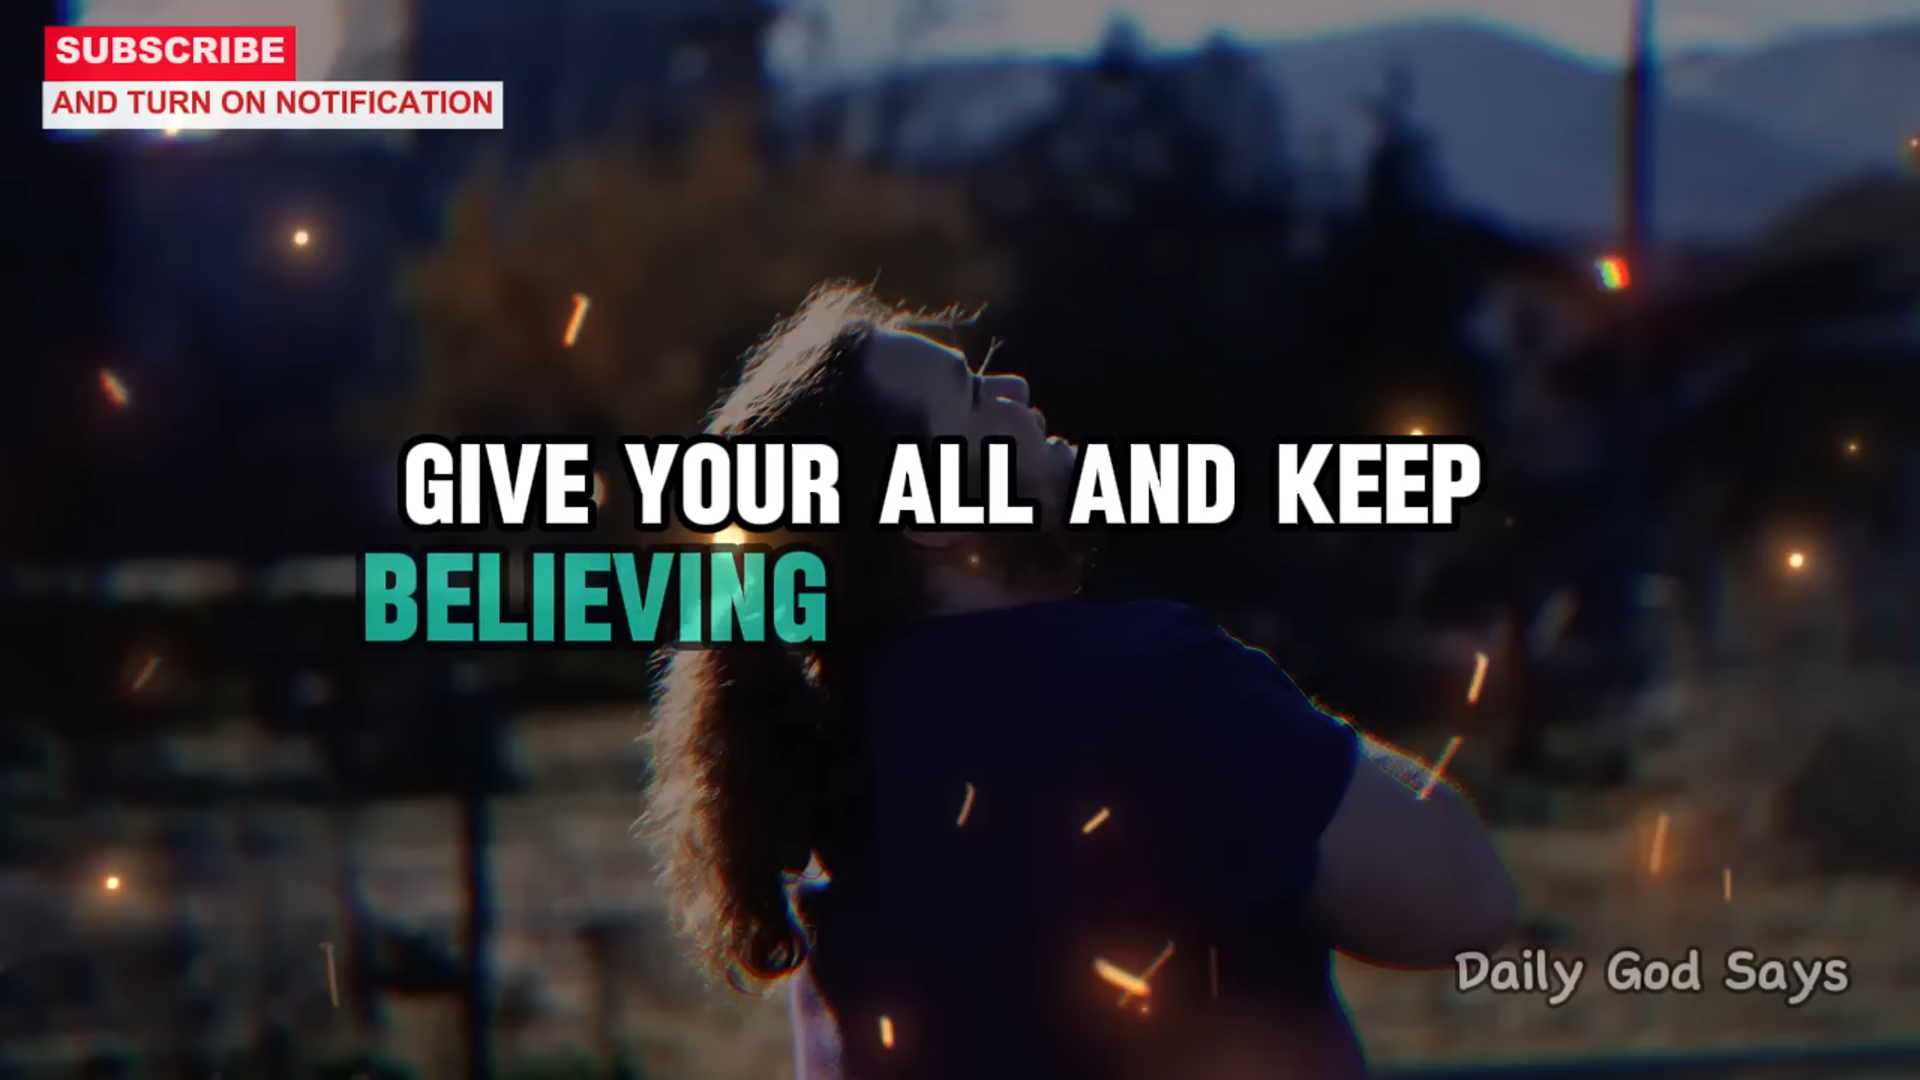 SUBSCRIBE
AND TURN ON NOTIFICATION
GIVE YOUR ALL AND KEEP
BELIEVING
Daily God Says